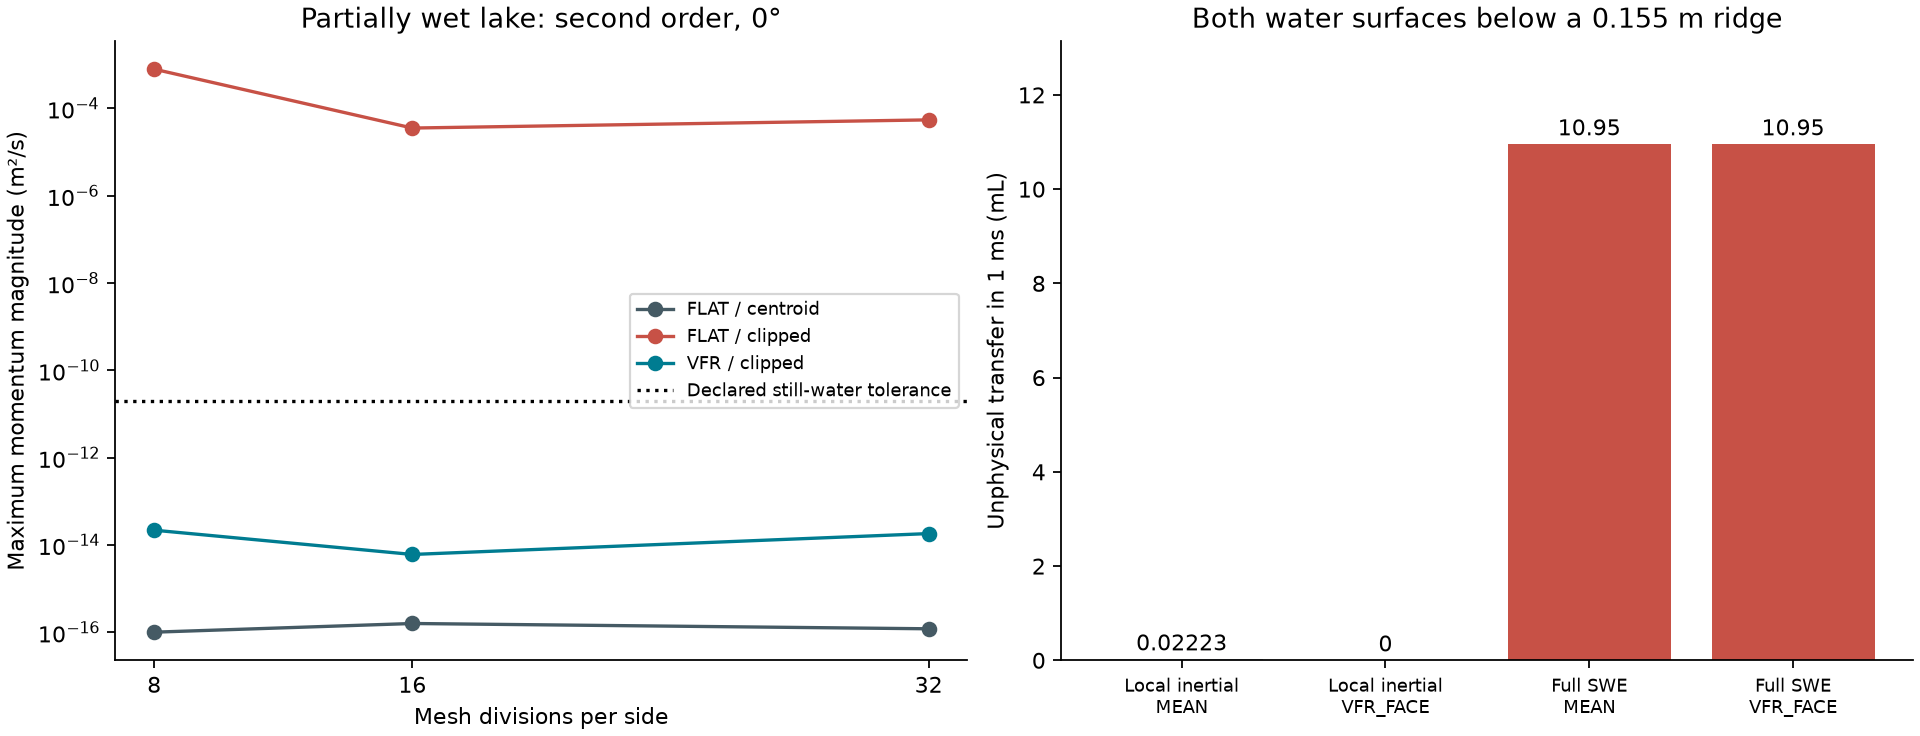 Partially wet lake: second order, 0°
Maximum momentum magnitude (m²/s)
10⁻⁴
10⁻⁶
10⁻⁸
10⁻¹⁰
10⁻¹²
10⁻¹⁴
10⁻¹⁶
FLAT / centroid
FLAT / clipped
VFR / clipped
Declared still-water tolerance
8
16
32
Mesh divisions per side
Both water surfaces below a 0.155 m ridge
Unphysical transfer in 1 ms (mL)
12
10
8
6
4
2
0
0.02223
0
10.95
10.95
Local inertial
MEAN
Local inertial
VFR_FACE
Full SWE
MEAN
Full SWE
VFR_FACE